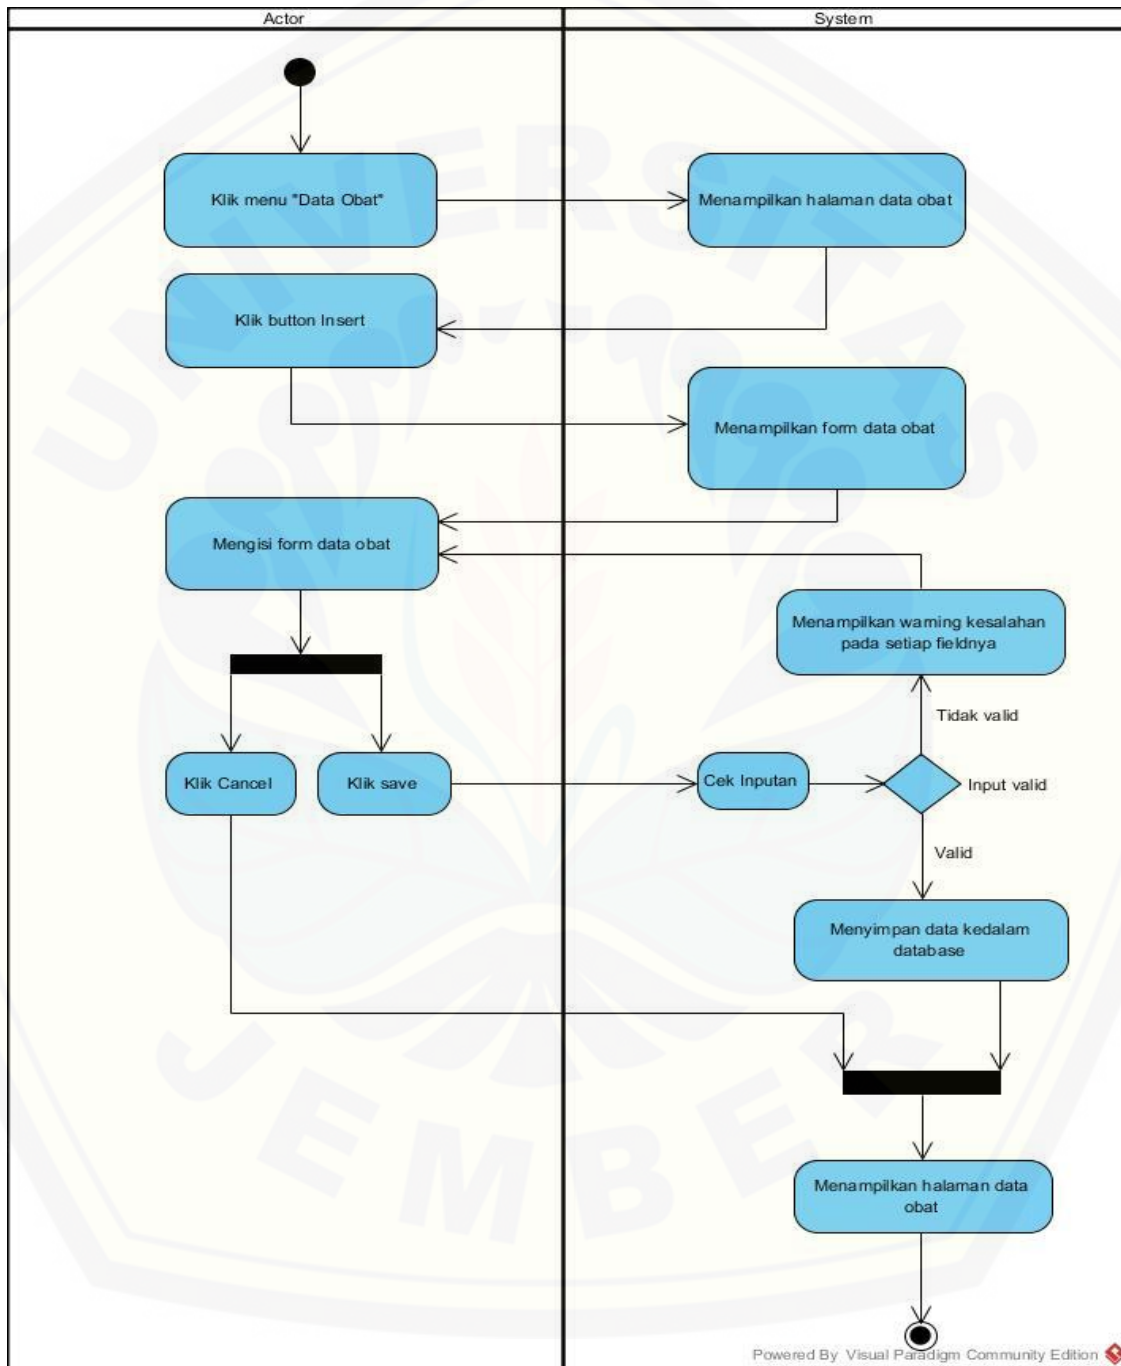 Actor
System
Klik menu "Data Obat"
Menampilkan halaman data obat
Klik button Insert
Menampilkan form data obat
Mengisi form data obat
Menampilkan warning kesalahan
pada setiap fieldnya
Tidak valid
Klik Cancel
Klik save
Cek Inputan
Input valid
Valid
Menyimpan data kedalam
database
Menampilkan halaman data
obat
UNIVERSITAS
JEMBER
Powered By Visual Paradigm Community Edition